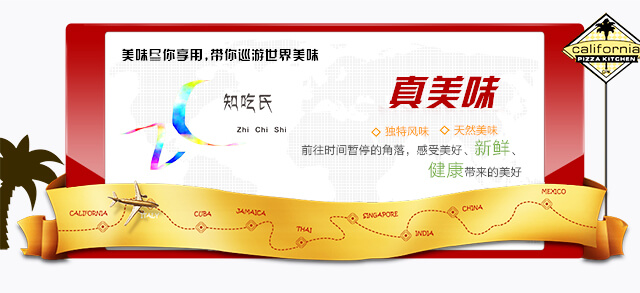 美味尽你享用,带你巡游世界美味
california
PIZZA KITCHEN
知吃氏
Zhi Chi Shi
真美味
独特风味 天然美味
前往时间暂停的角落，感受美好、新鲜、
健康带来的美好
CALIFORNIA
CUBA
JAMAICA
THAI
SINGAPORE
INDIA
CHINA
MEXICO